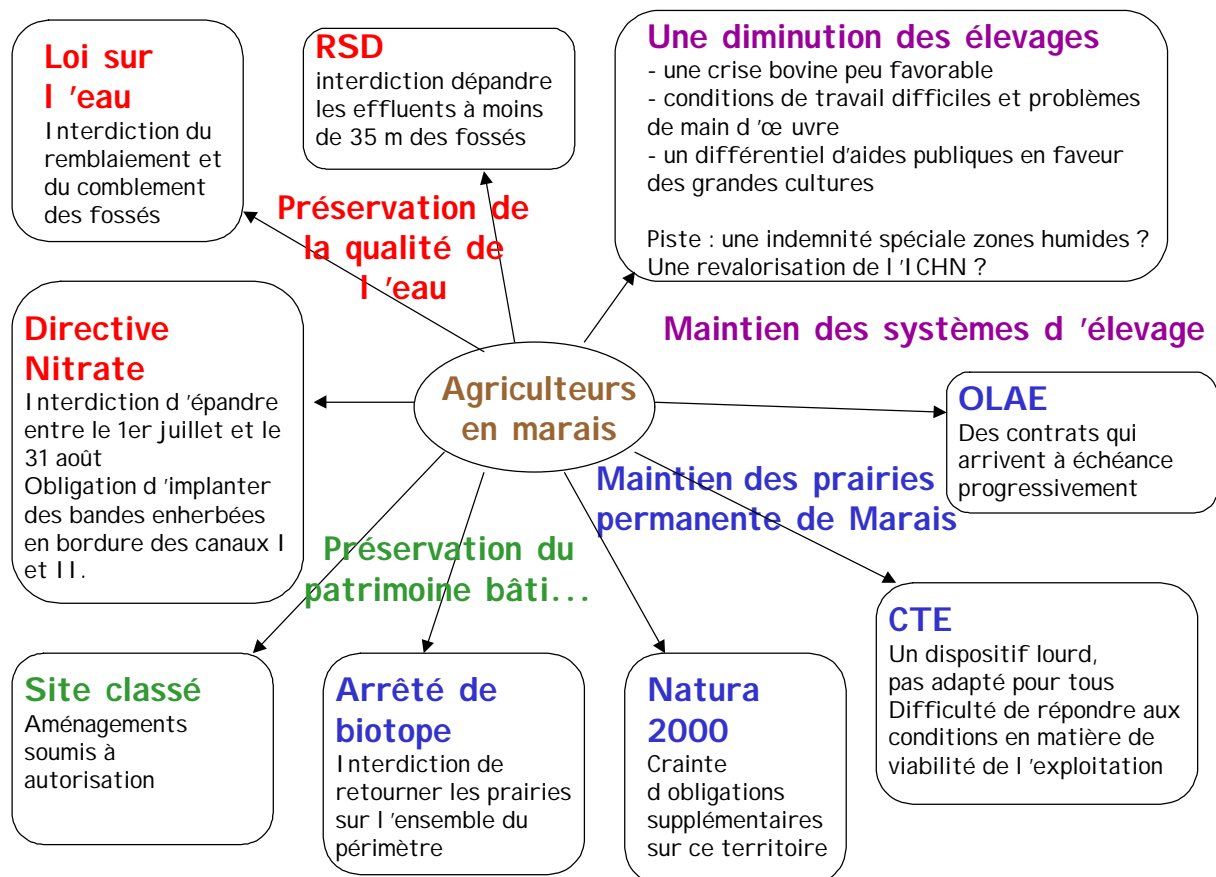 Loi sur
l 'eau
Interdiction du
remblaiement et
du comblement
des fossés
RSD
interdiction dépandre
les effluents à moins
de 35 m des fossés
Une diminution des élevages
- une crise bovine peu favorable
- conditions de travail difficiles et problèmes
de main d 'œ uvre
- un différentiel d'aides publiques en faveur
des grandes cultures
Piste : une indemnité spéciale zones humides ?
Une revalorisation de l 'ICHN ?
Préservation de
la qualité de
l 'eau
Maintien des systèmes d 'élevage
Directive
Nitrate
Interdiction d 'épandre
entre le 1er juillet et le
31 août
Obligation d 'implanter
des bandes enherbées
en bordure des canaux I
et II.
Agriculteurs
en marais
OLAE
Des contrats qui
arrivent à échéance
progressivement
Maintien des prairies
permanente de Marais
Préservation du
patrimoine bâti...
CTE
Un dispositif lourd,
pas adapté pour tous
Difficulté de répondre aux
conditions en matière de
viabilité de l 'exploitation
Site classé
Aménagements
soumis à
autorisation
Arrêté de
biotope
Interdiction de
retourner les prairies
sur l 'ensemble du
périmètre
Natura
2000
Crainte
d obligations
supplémentaires
sur ce territoire